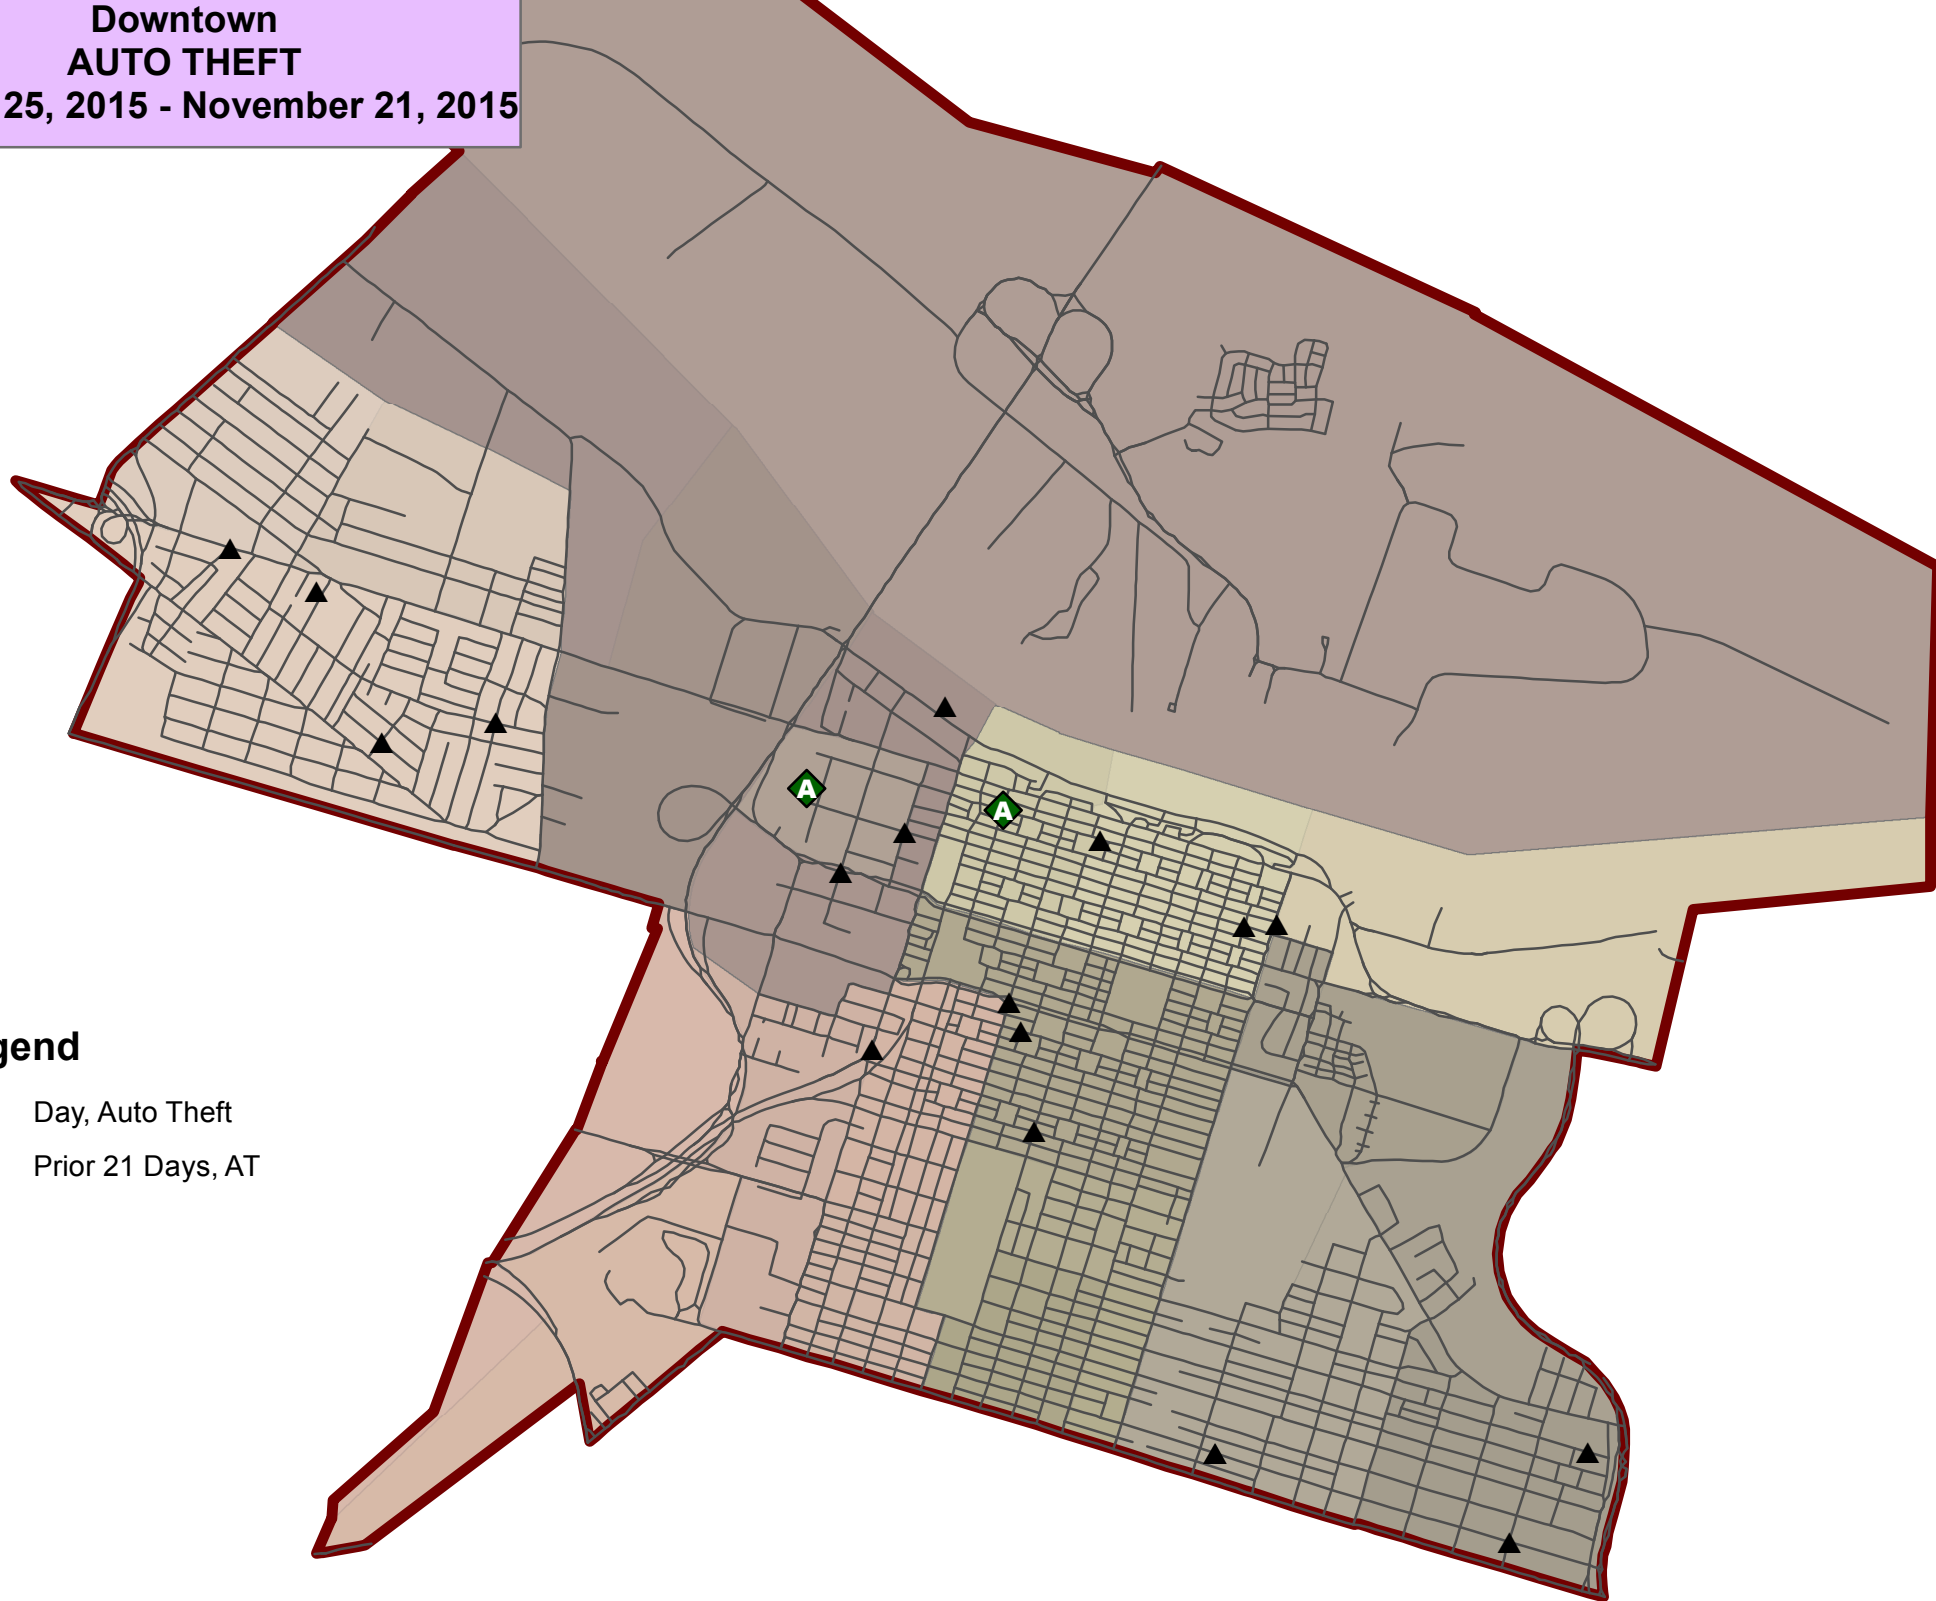 Downtown
AUTO THEFT
25, 2015 - November 21, 2015
A
A
gend
Day, Auto Theft
Prior 21 Days, AT